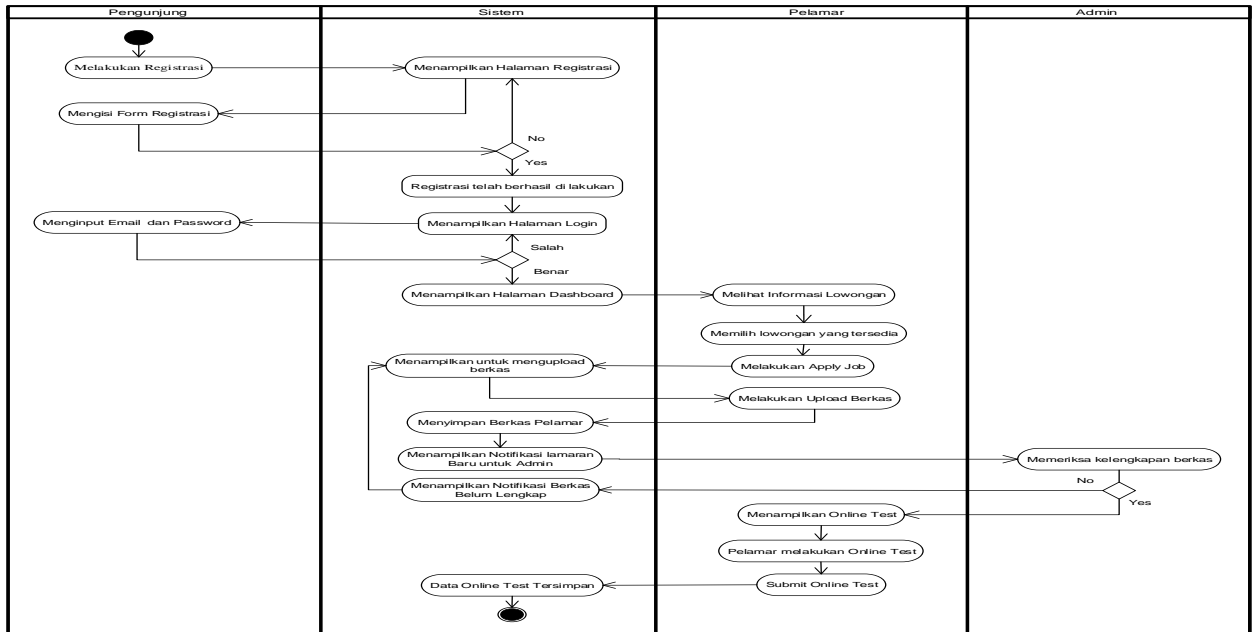 Pengunjung
Sistem
Pelamar
Admin
Melakukan Registrasi
Menampilkan Halaman Registrasi
Mengisi Form Registrasi
No
Yes
Registrasi telah berhasil di lakukan
Menginput Email dan Password
Menampilkan Halaman Login
Salah
Benar
Menampilkan Halaman Dashboard
Melihat Informasi Lowongan
Memilih lowongan yang tersedia
Menampilkan untuk mengupload
berkas
Melakukan Apply Job
Melakukan Upload Berkas
Menyimpan Berkas Pelamar
Menampilkan Notifikasi lamaran
Baru untuk Admin
Memeriksa kelengkapan berkas
Menampilkan Notifikasi Berkas
Belum Lengkap
No
Yes
Menampilkan Online Test
Pelamar melakukan Online Test
Submit Online Test
Data Online Test Tersimpan